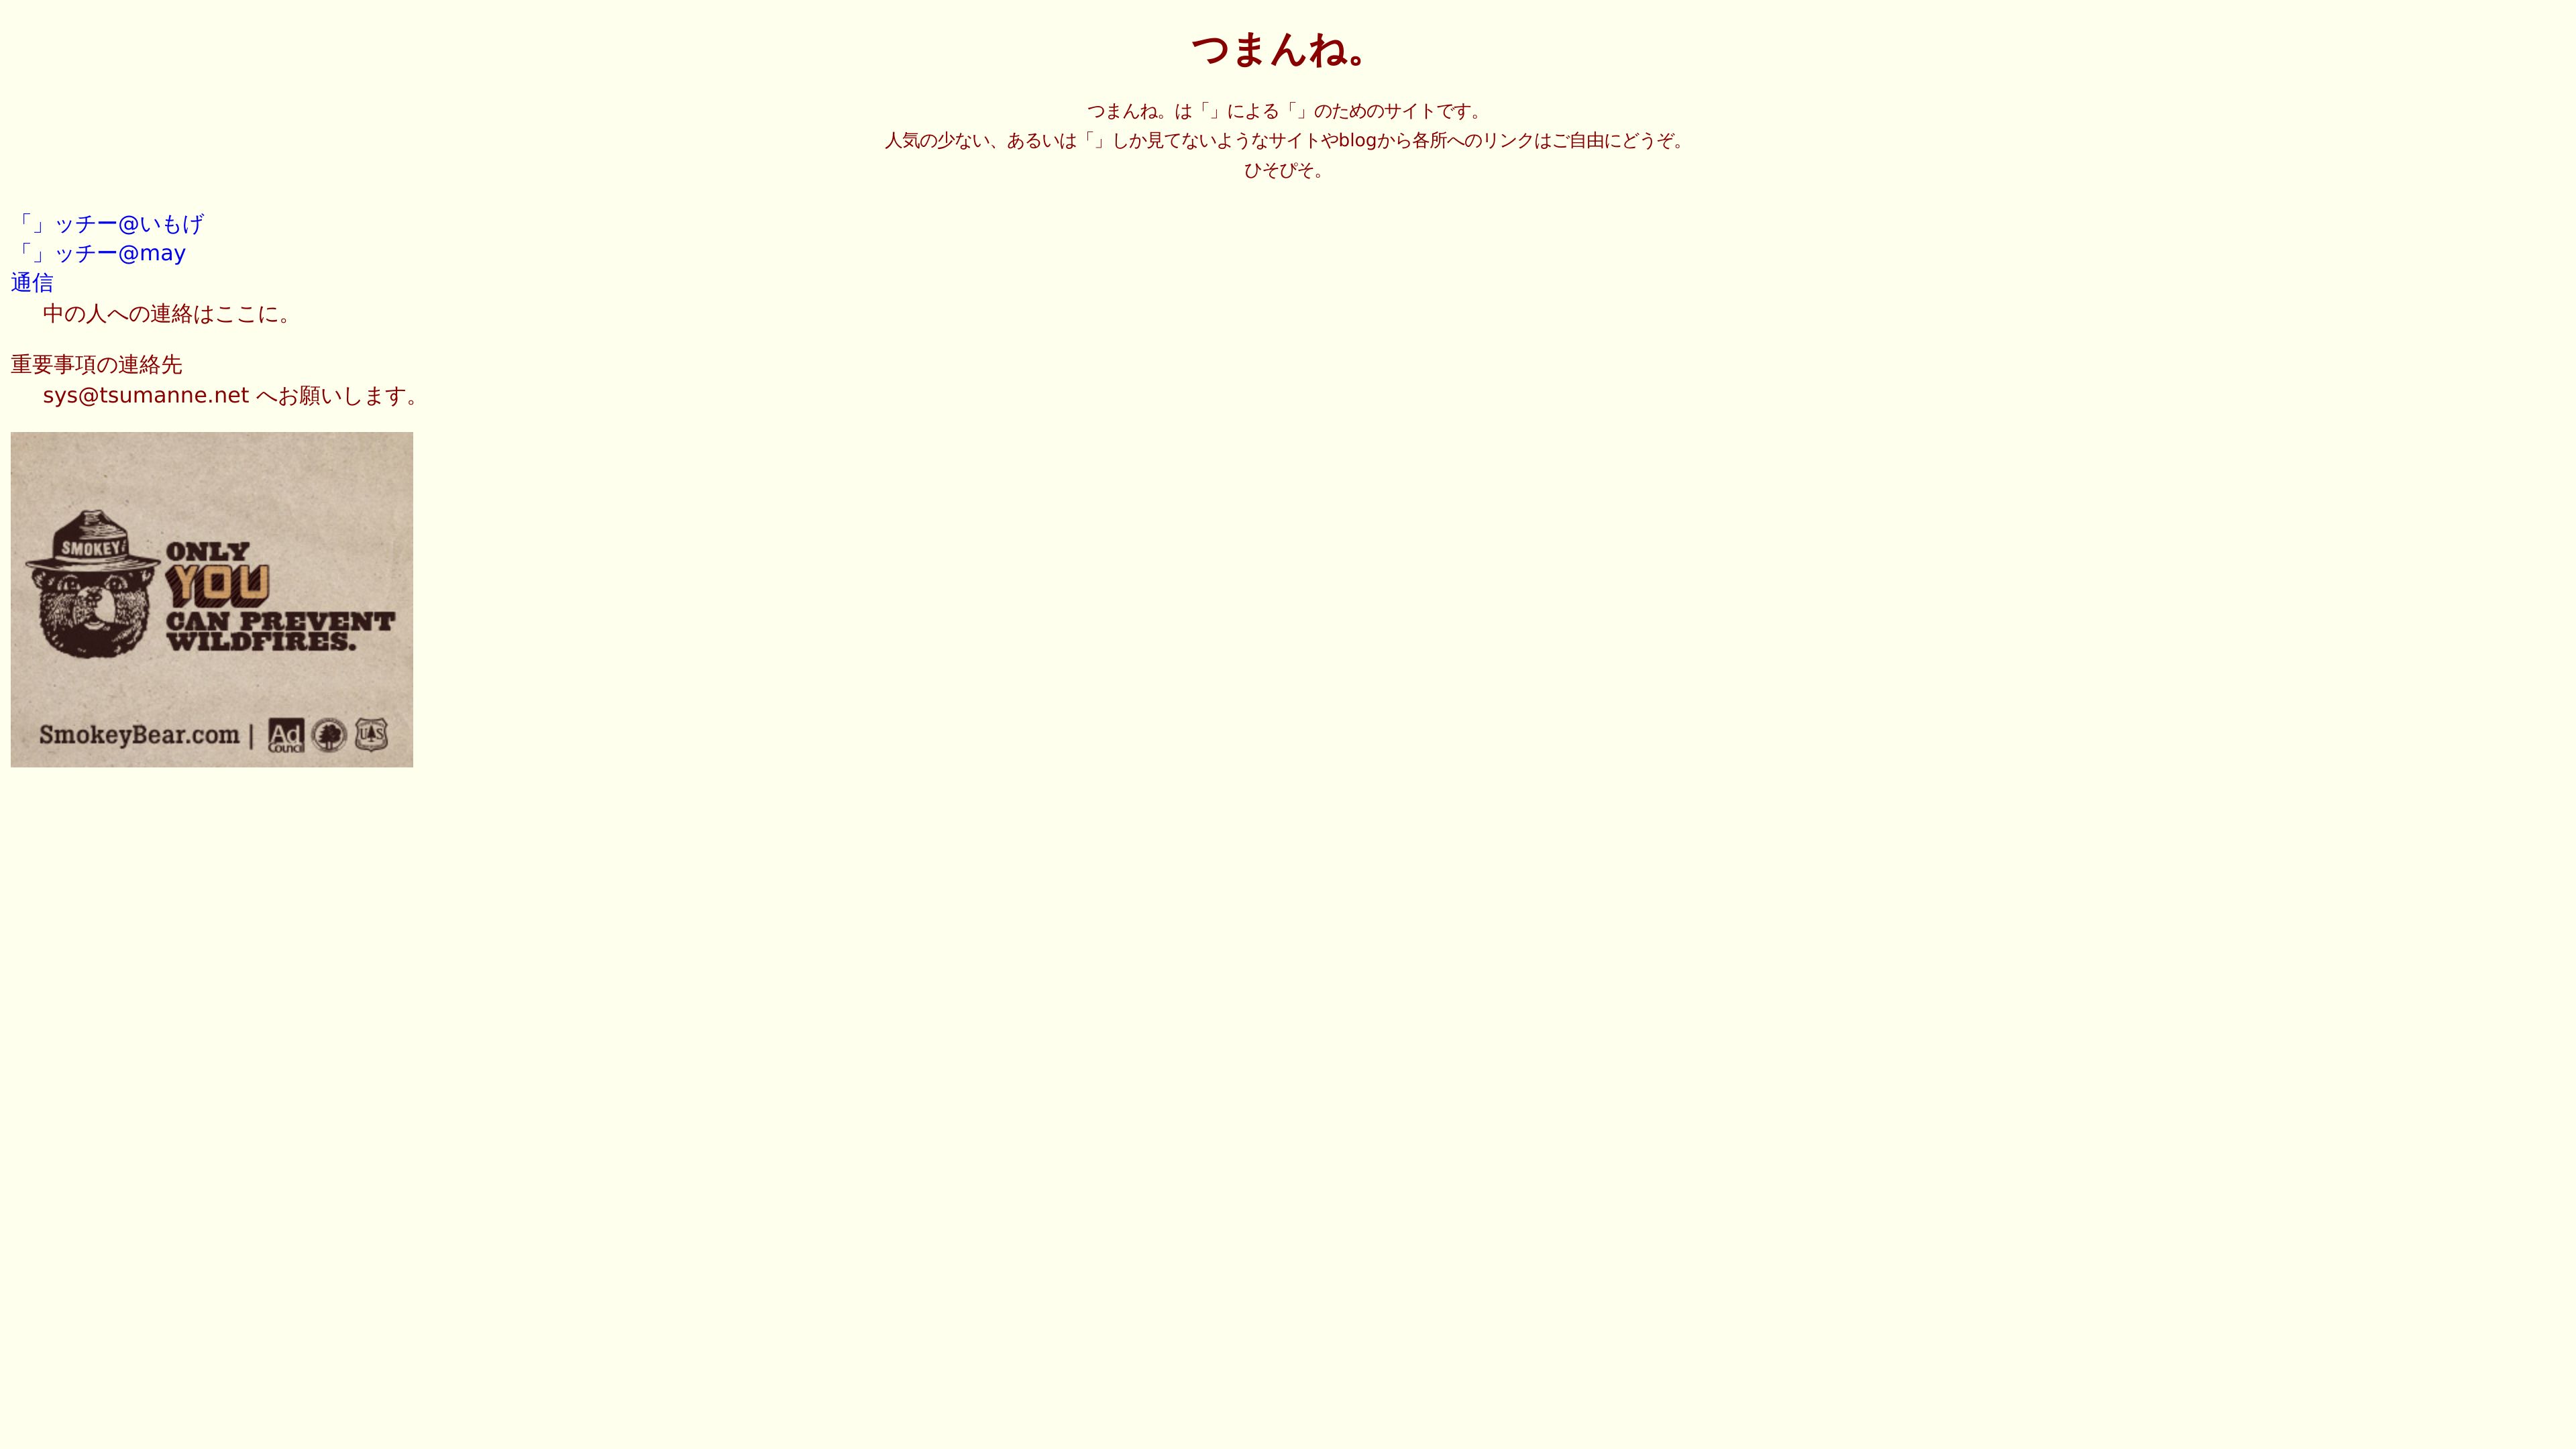 つまんね。
つまんね。は「」による「」のためのサイトです。
人気の少ない、あるいは「」しか見てないようなサイトやblogから各所へのリンクはご自由にどうぞ。
ひそぴそ。
「」ッチー@いもげ
「」ッチー@may
通信
中の人への連絡はここに。
重要事項の連絡先
sys@tsumanne.net へお願いします。
SMOKEY
ONLY
YOU
CAN PREVENT
WILDFIRES.
SmokeyBear.com | Ad Council U S